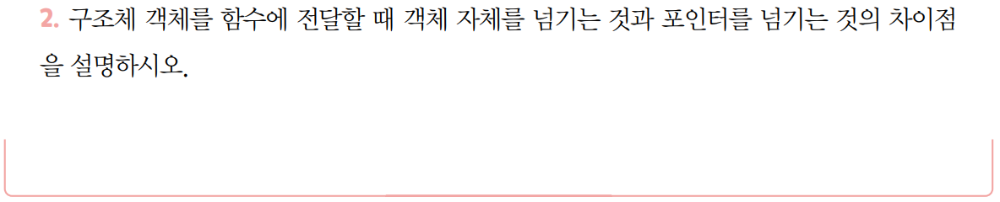 2. 구조체 객체를 함수에 전달할 때 객체 자체를 넘기는 것과 포인터를 넘기는 것의 차이점
을 설명하시오.